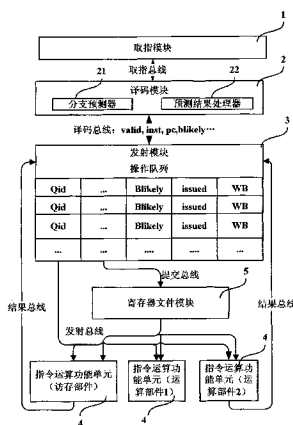 1
取指模块
取指总线
2
译码模块
21
22
分支预测器
预测结果处理器
译码总线：valid, inst, pc,blikely…
3
发射模块
操作队列
Qid … Blikely issued WB
Qid … Blikely issued WB
Qid … Blikely issued WB
…. …. …. …. ….
提交总线
5
寄存器文件模块
结果总线
结果总线
发射总线
4
指令运算功能单元（访存部件）
指令运算功能单元（运算部件1）
指令运算功能单元（运算部件2）
4
4